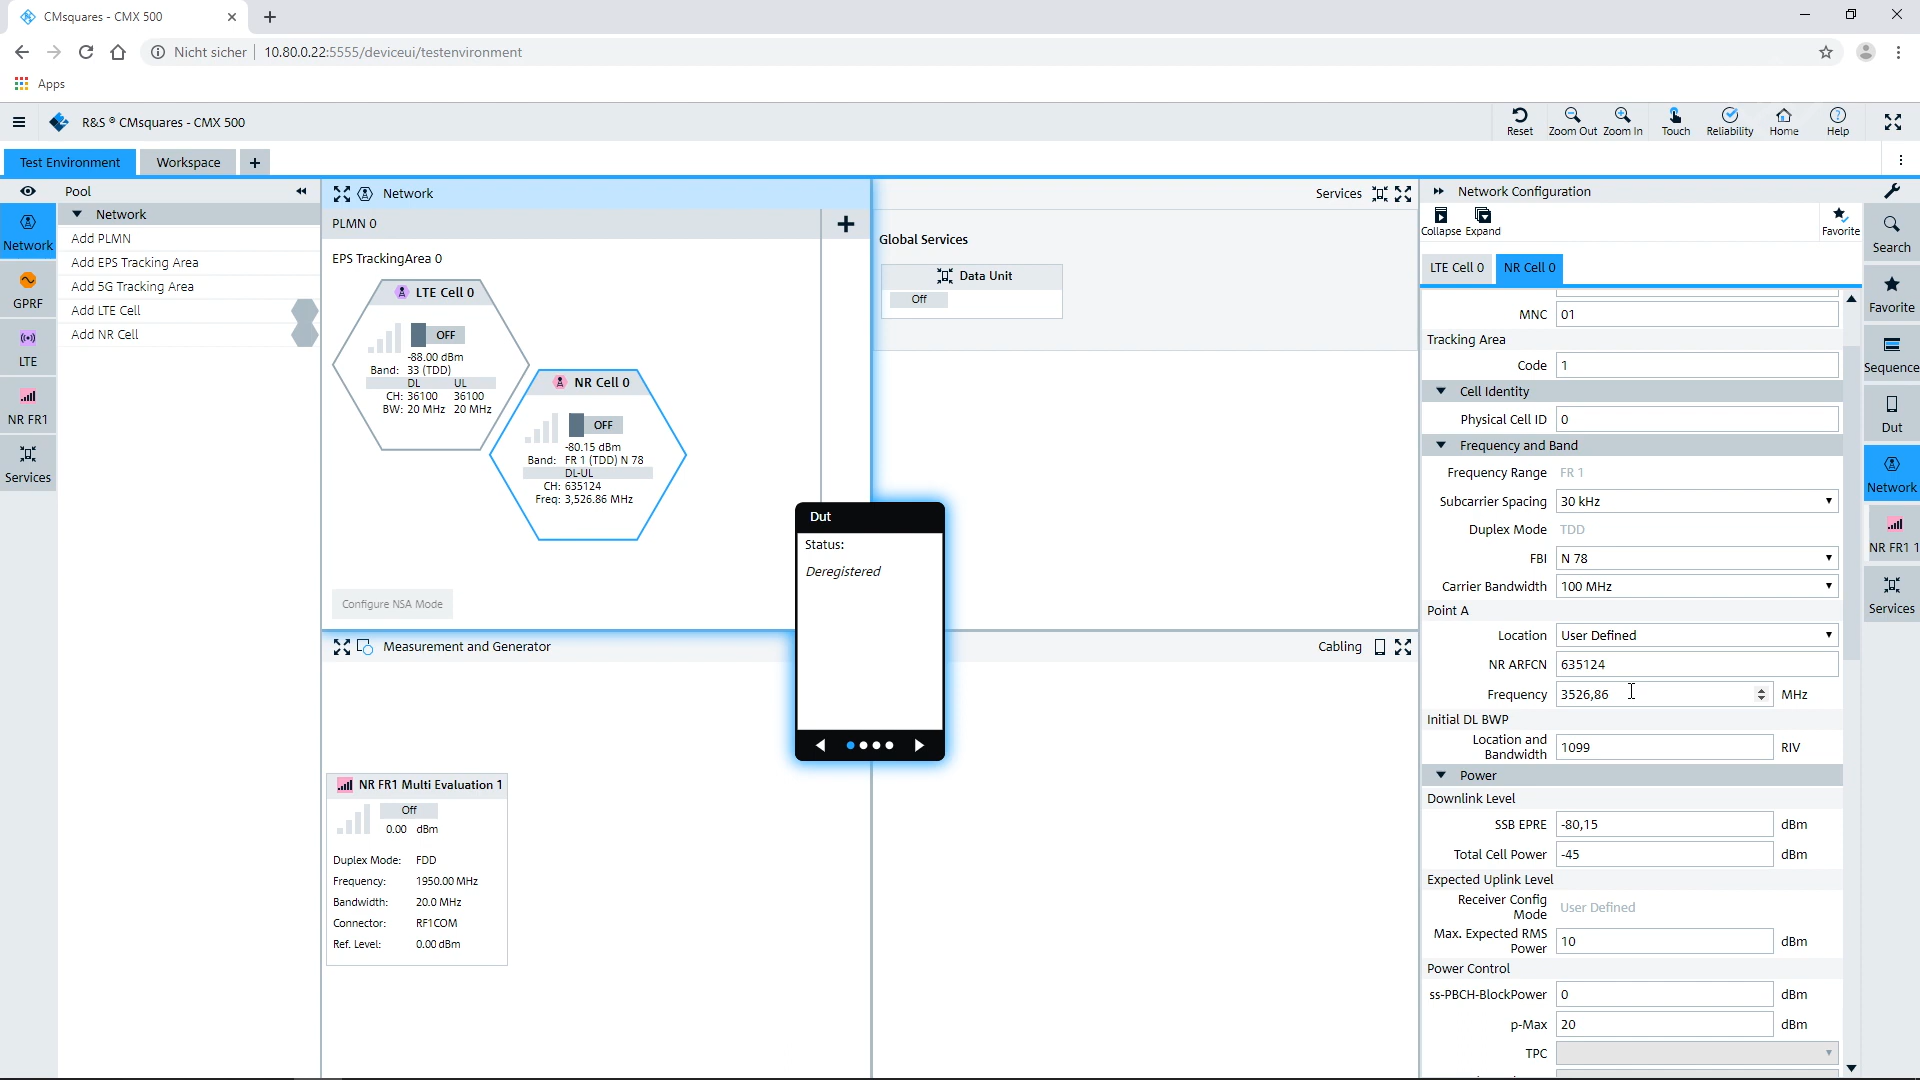 CMsquares - CMX 500
Nicht sicher
10.80.0.22:5555/deviceui/testenvironment
Apps
R&S ® CMsquares - CMX 500
Reset
Zoom Out
Zoom In
Touch
Reliability
Home
Help
Test Environment
Workspace
Pool
Network
GPRF
LTE
NR FR1
Services
Network
Add PLMN
Add EPS Tracking Area
Add 5G Tracking Area
Add LTE Cell
Add NR Cell
Network
PLMN 0
EPS TrackingArea 0
LTE Cell 0
OFF
-88.00 dBm
Band: 33 (TDD)
DL UL
CH: 36100 36100
BW: 20 MHz 20 MHz
NR Cell 0
OFF
-80.15 dBm
Band: FR 1 (TDD) N 78
DL-UL
CH: 635124
Freq: 3,526.86 MHz
Configure NSA Mode
Services
Global Services
Data Unit
Off
Dut
Status:
Deregistered
Measurement and Generator
NR FR1 Multi Evaluation 1
Off
0.00 dBm
Duplex Mode: FDD
Frequency: 1950.00 MHz
Bandwidth: 20.0 MHz
Connector: RF1COM
Ref. Level: 0.00 dBm
Cabling
Network Configuration
Collapse
Expand
Favorite
LTE Cell 0
NR Cell 0
MNC 01
Tracking Area
Code 1
Cell Identity
Physical Cell ID 0
Frequency and Band
Frequency Range FR 1
Subcarrier Spacing 30 kHz
Duplex Mode TDD
FBI N 78
Carrier Bandwidth 100 MHz
Point A
Location User Defined
NR ARFCN 635124
Frequency 3526,86 MHz
Initial DL BWP
Location and
Bandwidth 1099 RIV
Power
Downlink Level
SSB EPRE -80,15 dBm
Total Cell Power -45 dBm
Expected Uplink Level
Receiver Config
Mode User Defined
Max. Expected RMS
Power 10 dBm
Power Control
ss-PBCH-BlockPower 0 dBm
p-Max 20 dBm
TPC
Search
Favorite
Sequence
Dut
Network
NR FR1 1
Services